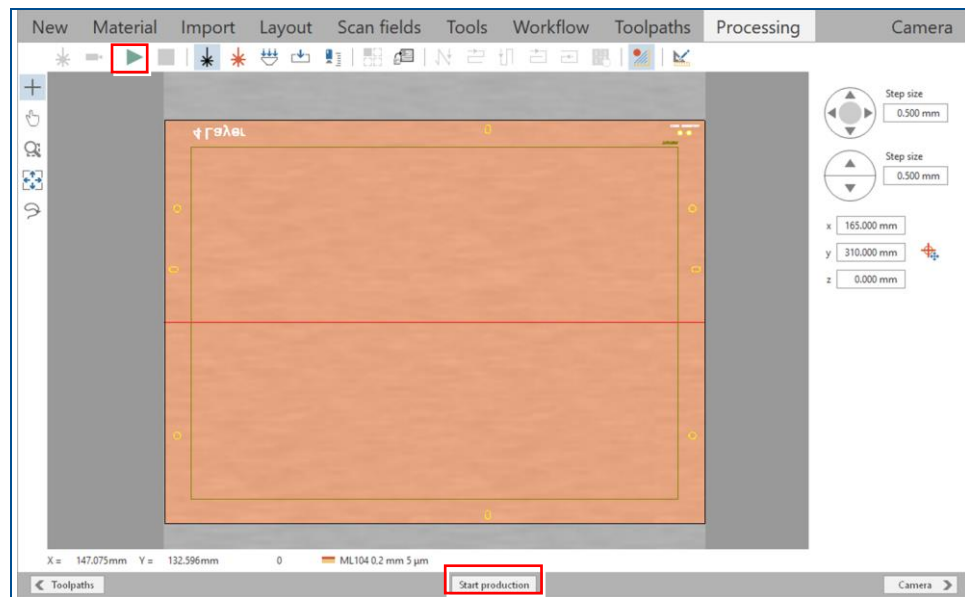 New Material Import Layout Scan fields Tools Workflow Toolpaths Processing Camera
Step size
0.500 mm
4 Layer
Step size
0.500 mm
x 165.000 mm
y 310.000 mm
z 0.000 mm
X = 147.075mm Y = 132.596mm 0 ML104 0,2 mm 5 µm
Toolpaths Start production Camera